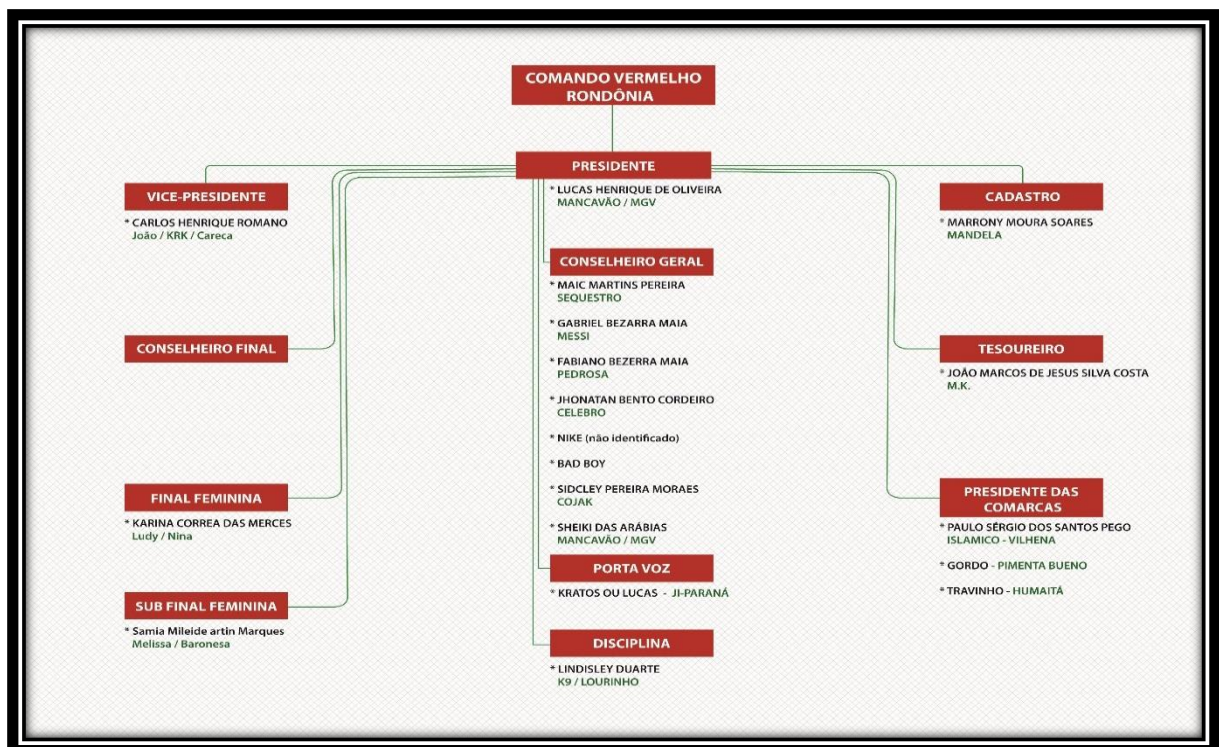 COMANDO VERMELHO
RONDÔNIA
PRESIDENTE
* LUCAS HENRIQUE DE OLIVEIRA
MANCAVÃO / MGV
VICE-PRESIDENTE
* CARLOS HENRIQUE ROMANO
João / KRK / Careca
CONSELHEIRO FINAL
FINAL FEMININA
* KARINA CORREA DAS MERCES
Ludy / Nina
SUB FINAL FEMININA
* Samia Mileide artin Marques
Melissa / Baronesa
CONSELHEIRO GERAL
* MAIC MARTINS PEREIRA
SEQUESTRO
* GABRIEL BEZARRA MAIA
MESSI
* FABIANO BEZERRA MAIA
PEDROSA
* JHONATAN BENTO CORDEIRO
CELEBRO
* NIKE (não identificado)
* BAD BOY
* SIDCLEY PEREIRA MORAES
COJAK
* SHEIKI DAS ARÁBIAS
MANCAVÃO / MGV
PORTA VOZ
* KRATOS OU LUCAS - JI-PARANÁ
DISCIPLINA
* LINDISLEY DUARTE
K9 / LOURINHO
CADASTRO
* MARRONY MOURA SOARES
MANDELA
TESOUREIRO
* JOÃO MARCOS DE JESUS SILVA COSTA
M.K.
PRESIDENTE DAS
COMARCAS
* PAULO SÉRGIO DOS SANTOS PEGO
ISLAMICO - VILHENA
* GORDO - PIMENTA BUENO
* TRAVINHO - HUMAITÁ